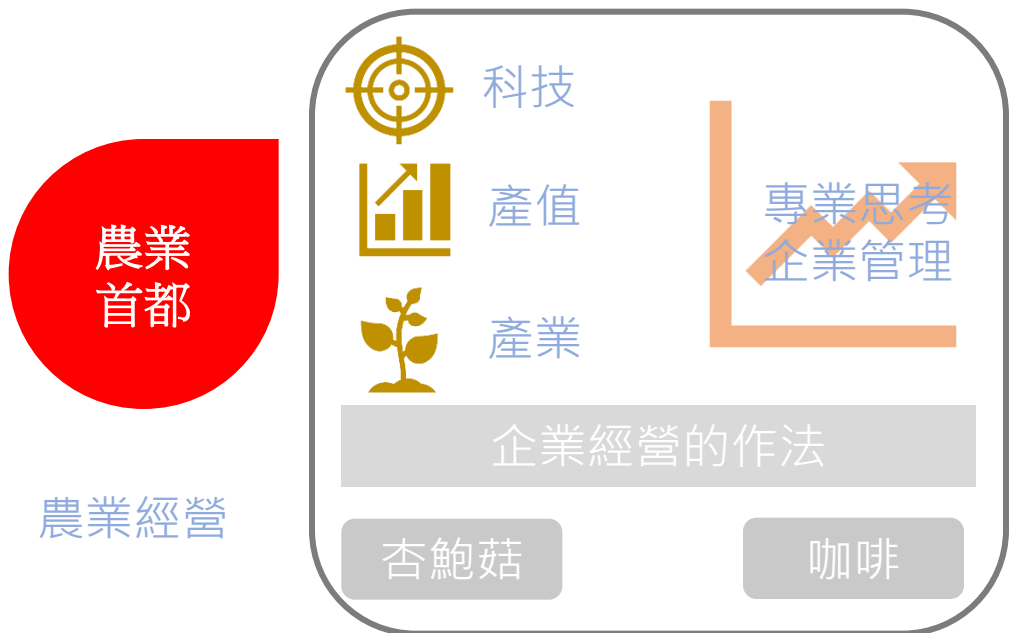 農業
首都
農業經營
科技
產值
產業
專業思考
企業管理
企業經營的作法
杏鮑菇
咖啡